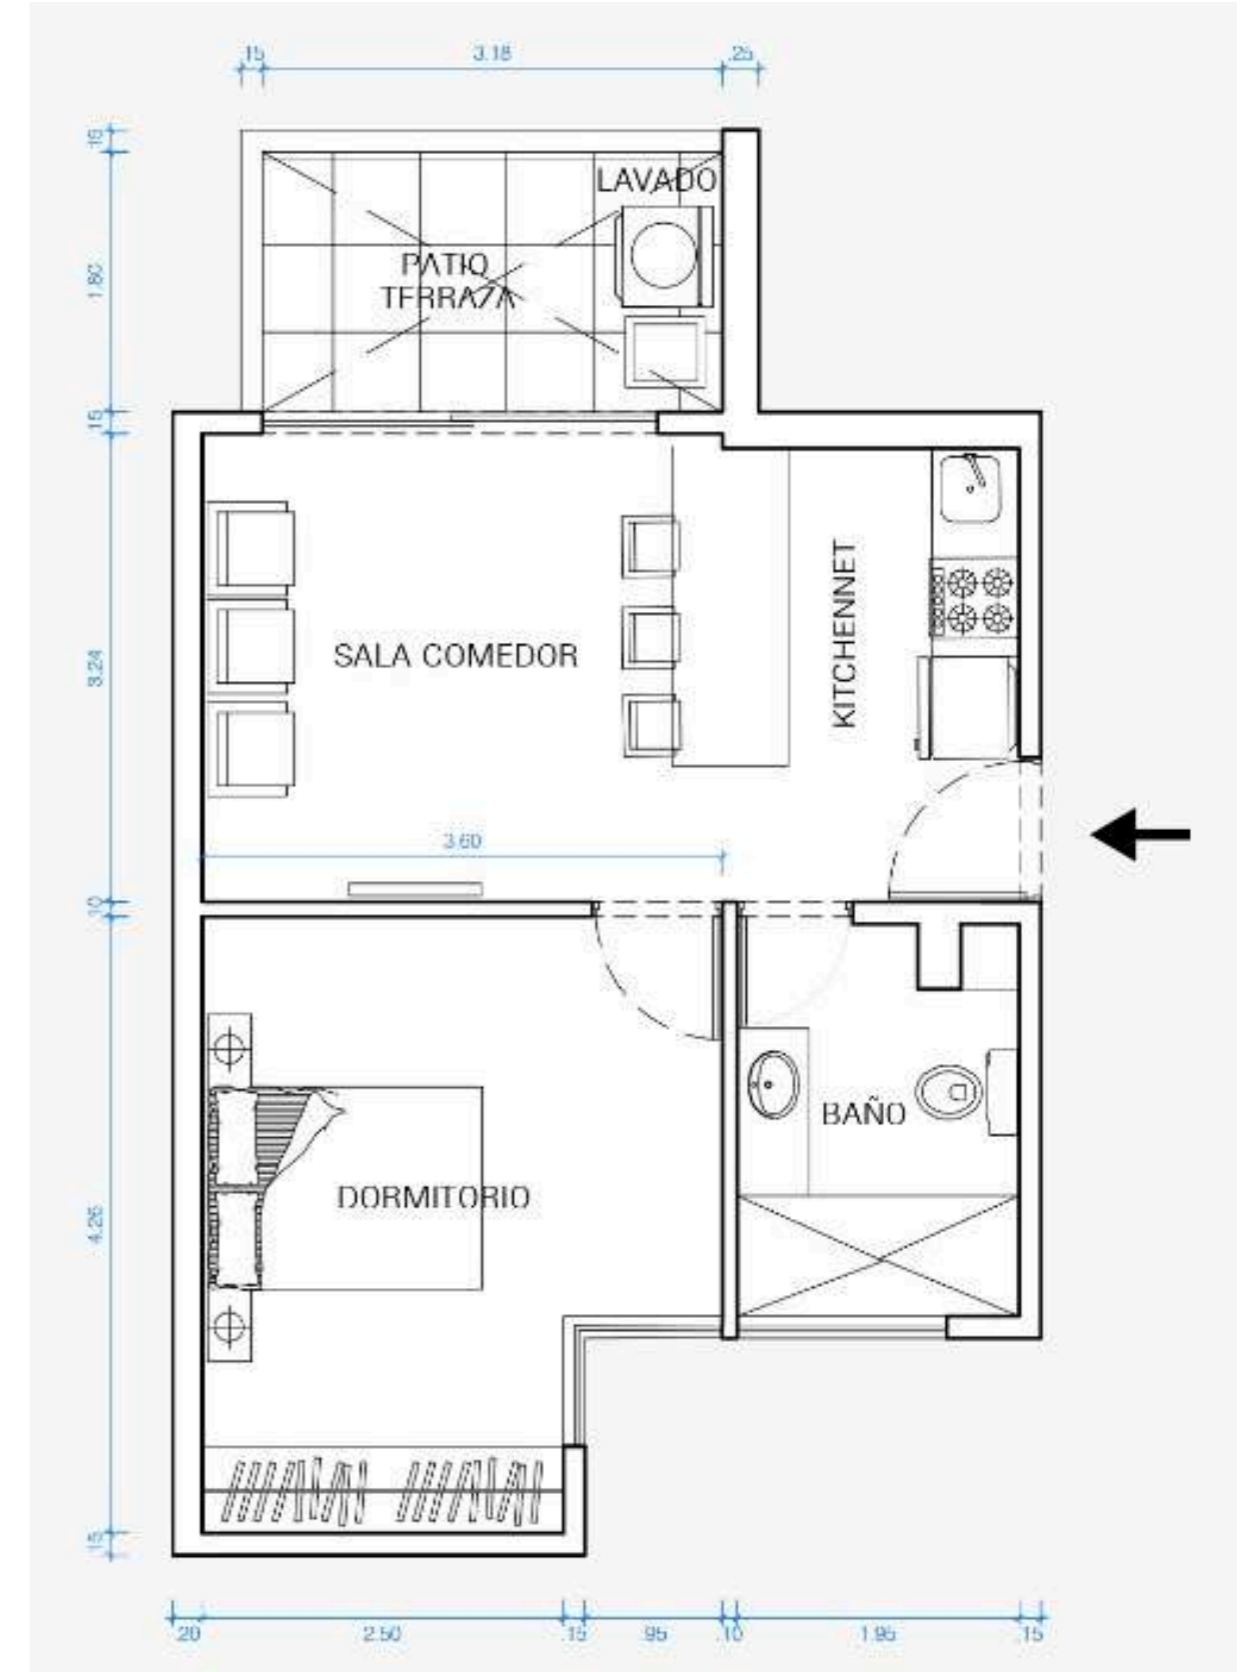 .15
3.18
.25
.15
LAVADO
PATIO
TERRAZA
1.80
.15
KITCHENNET
SALA COMEDOR
3.24
3.60
.10
BAÑO
DORMITORIO
4.26
.15
.20
2.50
.15
.95
.10
1.95
.15